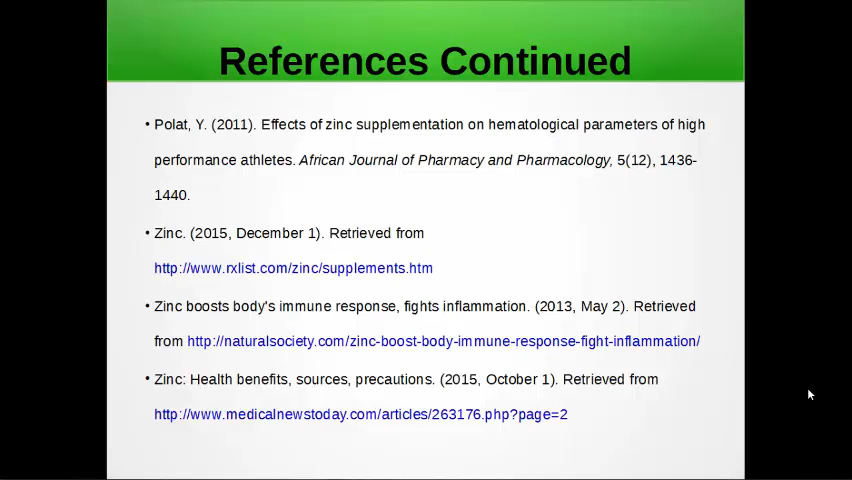 References Continued
• Polat, Y. (2011). Effects of zinc supplementation on hematological parameters of high
performance athletes. African Journal of Pharmacy and Pharmacology, 5(12), 1436-
1440.
• Zinc. (2015, December 1). Retrieved from
http://www.rxlist.com/zinc/supplements.htm
• Zinc boosts body's immune response, fights inflammation. (2013, May 2). Retrieved
from http://naturalsociety.com/zinc-boost-body-immune-response-fight-inflammation/
• Zinc: Health benefits, sources, precautions. (2015, October 1). Retrieved from
http://www.medicalnewstoday.com/articles/263176.php?page=2